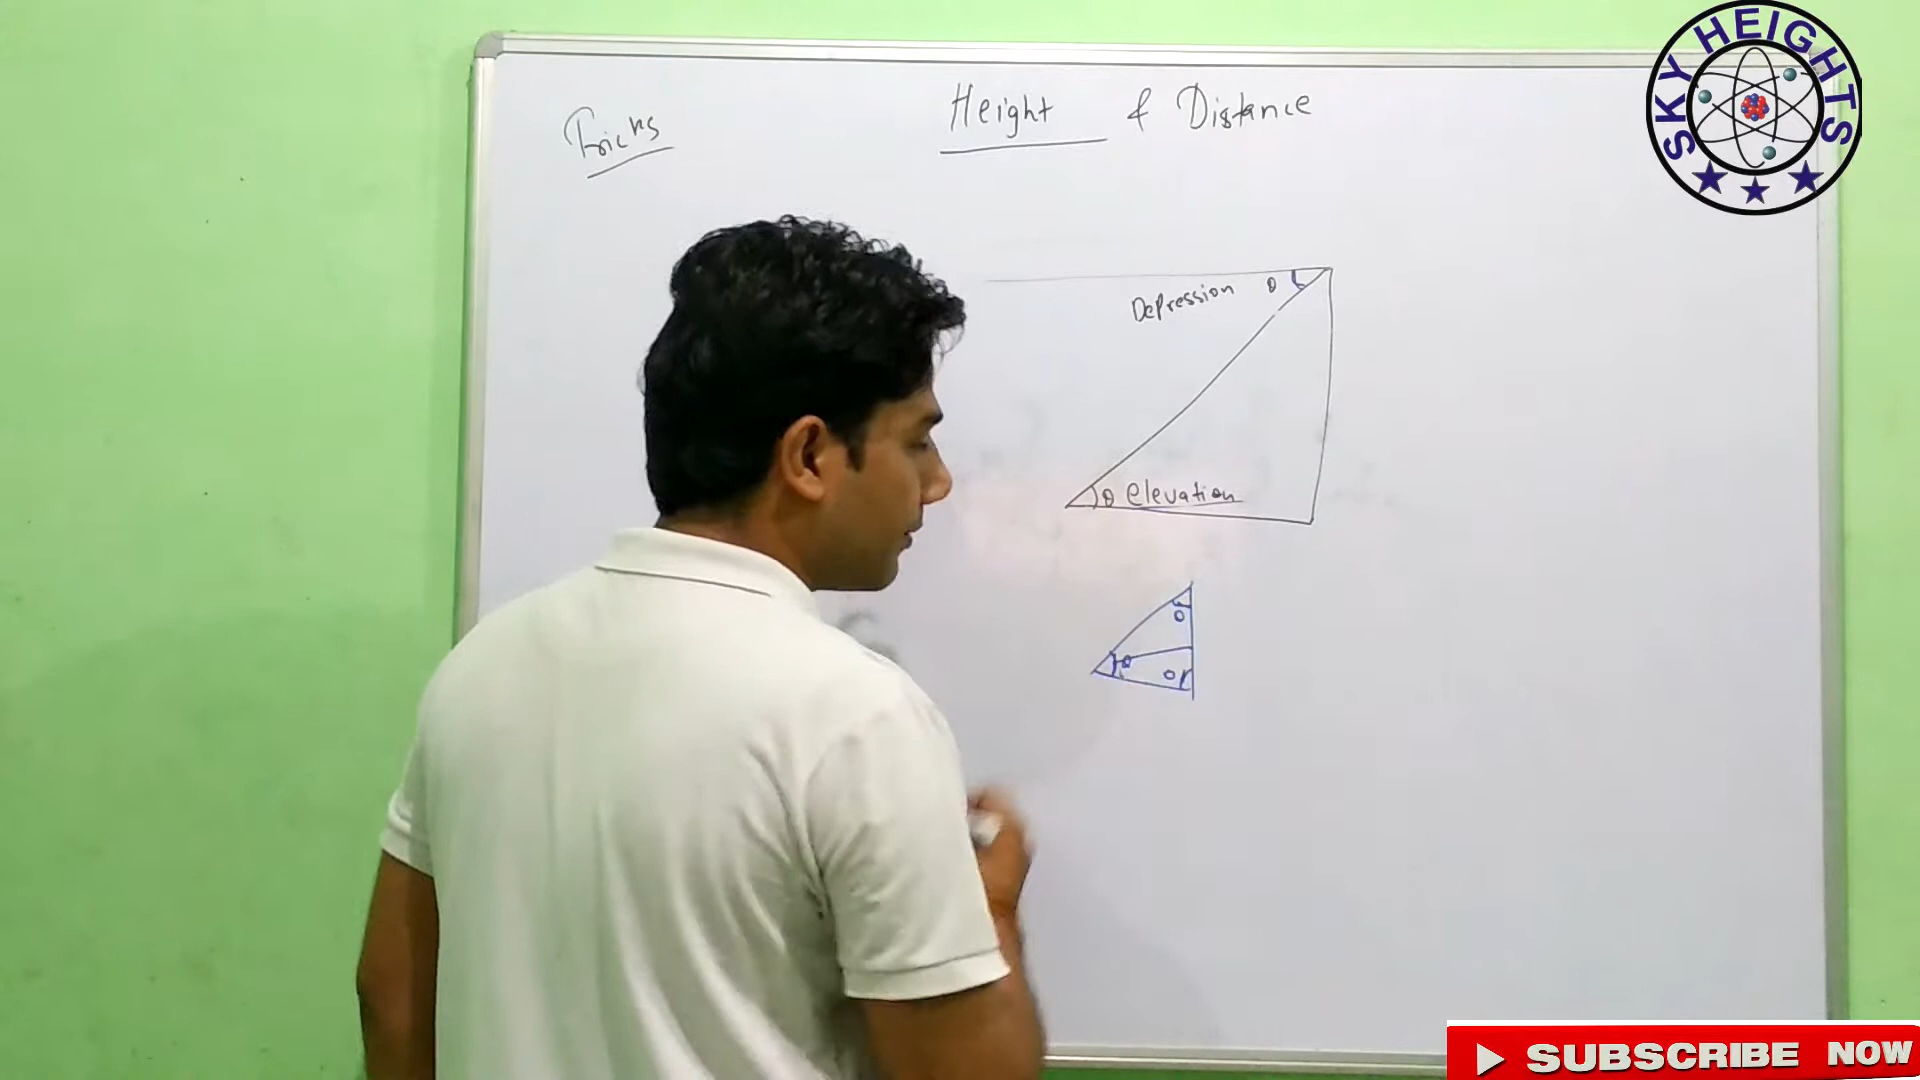 Tricks
Height & Distance
SKY HEIGHTS
Depression θ
θ elevation
θ
θ
θ
SUBSCRIBE NOW